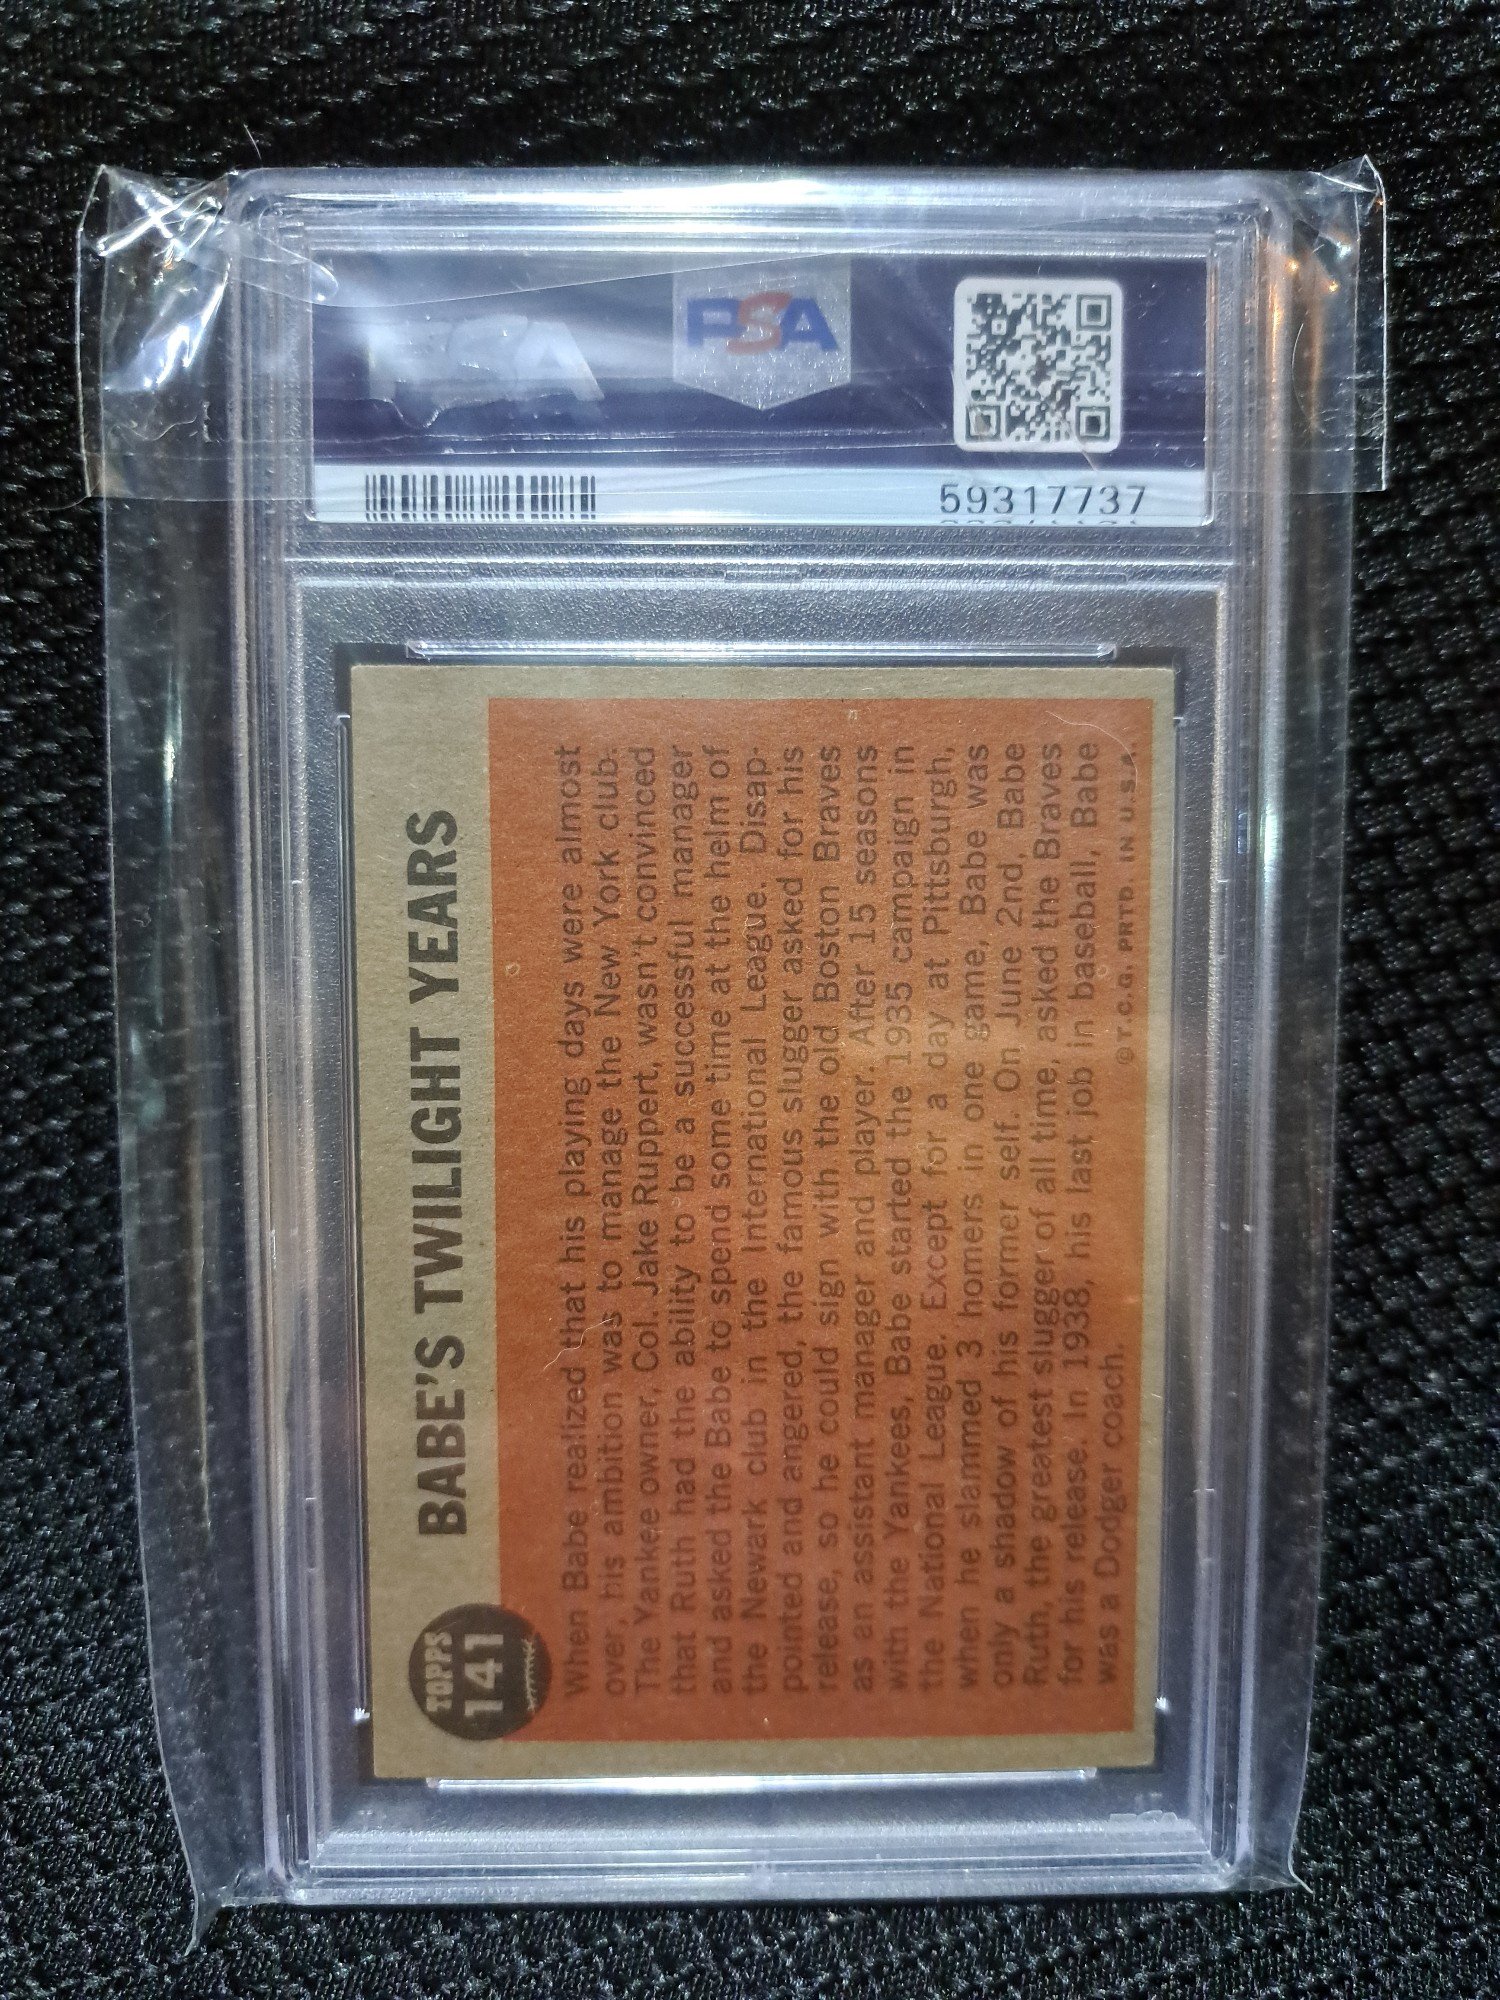 PSA
PSA
59317737
TOPPS
141
BABE'S TWILIGHT YEARS
When Babe realized that his playing days were almost
over, his ambition was to manage the New York club.
The Yankee owner, Col. Jake Ruppert, wasn't convinced
that Ruth had the ability to be a successful manager
and asked the Babe to spend some time at the helm of
the Newark club in the International League. Disap-
pointed and angered, the famous slugger asked for his
release, so he could sign with the old Boston Braves
as an assistant manager and player. After 15 seasons
with the Yankees, Babe started the 1935 campaign in
the National League. Except for a day at Pittsburgh,
when he slammed 3 homers in one game, Babe was
only a shadow of his former self. On June 2nd, Babe
Ruth, the greatest slugger of all time, asked the Braves
for his release. In 1938, his last job in baseball, Babe
was a Dodger coach.
© T.C.G. PRTD. IN U.S.A.